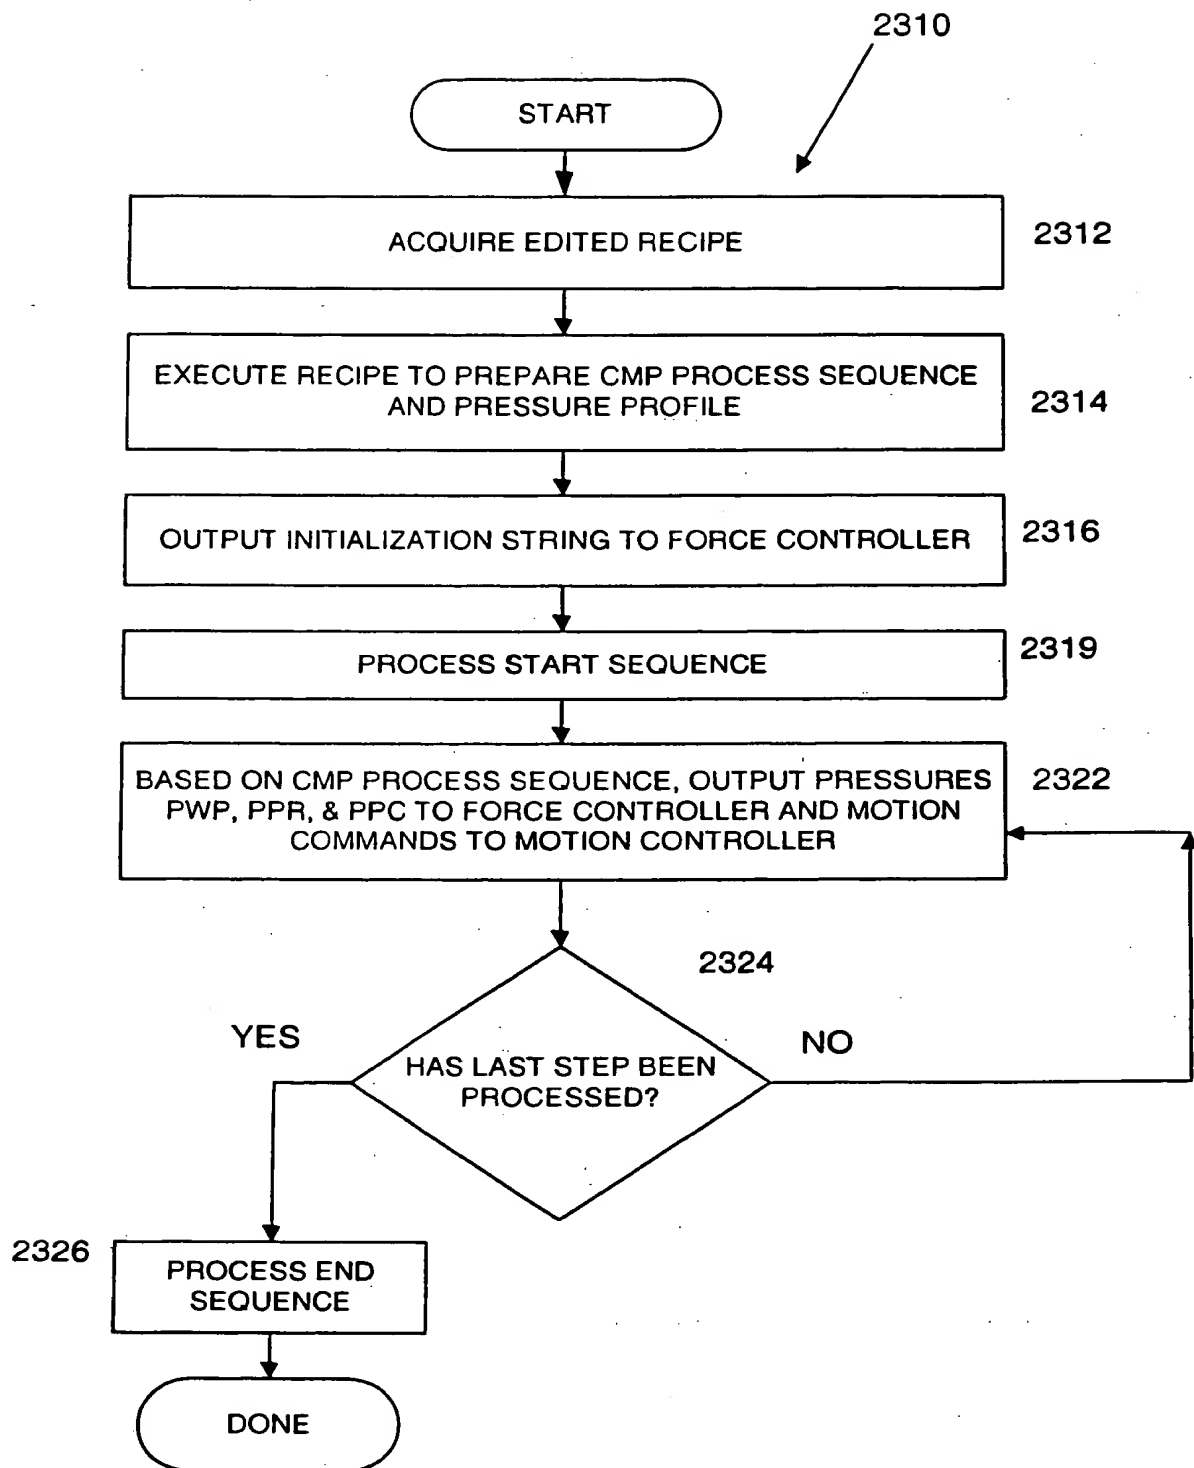 2310
START
ACQUIRE EDITED RECIPE
2312
EXECUTE RECIPE TO PREPARE CMP PROCESS SEQUENCE
AND PRESSURE PROFILE
2314
OUTPUT INITIALIZATION STRING TO FORCE CONTROLLER
2316
PROCESS START SEQUENCE
2319
BASED ON CMP PROCESS SEQUENCE, OUTPUT PRESSURES
PWP, PPR, & PPC TO FORCE CONTROLLER AND MOTION
COMMANDS TO MOTION CONTROLLER
2322
2324
YES
NO
HAS LAST STEP BEEN
PROCESSED?
2326
PROCESS END
SEQUENCE
DONE